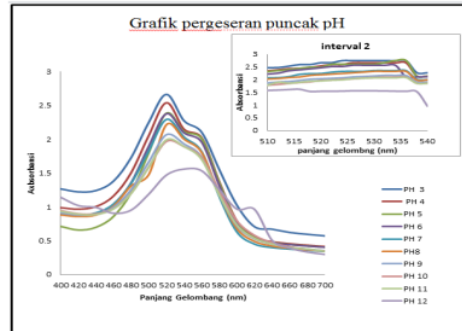 Grafik pergeseran puncak pH
interval 2
Absorbansi
3
2.5
2
1.5
1
0.5
0
510 515 520 525 530 535 540
panjang gelombng (nm)
Asbsorbansi
3
2.5
2
1.5
1
0.5
0
400 420 440 460 480 500 520 540 560 580 600 620 640 660 680 700
Panjang Gelombang (nm)
PH 3
PH 4
PH 5
PH 6
PH 7
PH8
PH 9
PH 10
PH 11
PH 12